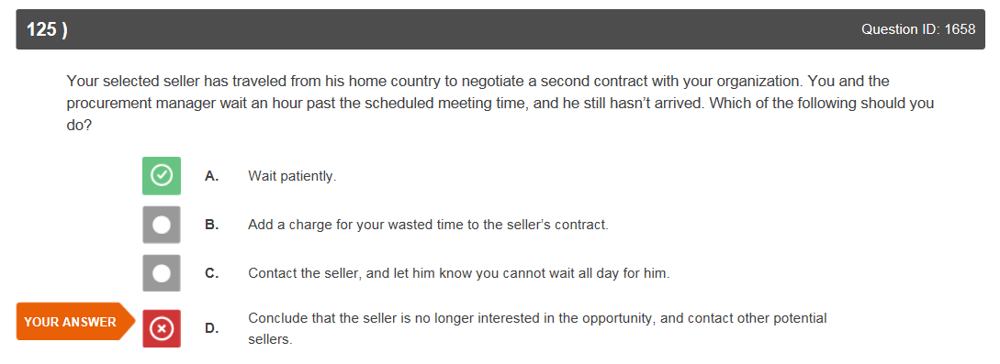 125 )
Question ID: 1658
Your selected seller has traveled from his home country to negotiate a second contract with your organization. You and the
procurement manager wait an hour past the scheduled meeting time, and he still hasn’t arrived. Which of the following should you
do?
A. Wait patiently.
B. Add a charge for your wasted time to the seller’s contract.
C. Contact the seller, and let him know you cannot wait all day for him.
YOUR ANSWER
D. Conclude that the seller is no longer interested in the opportunity, and contact other potential
sellers.